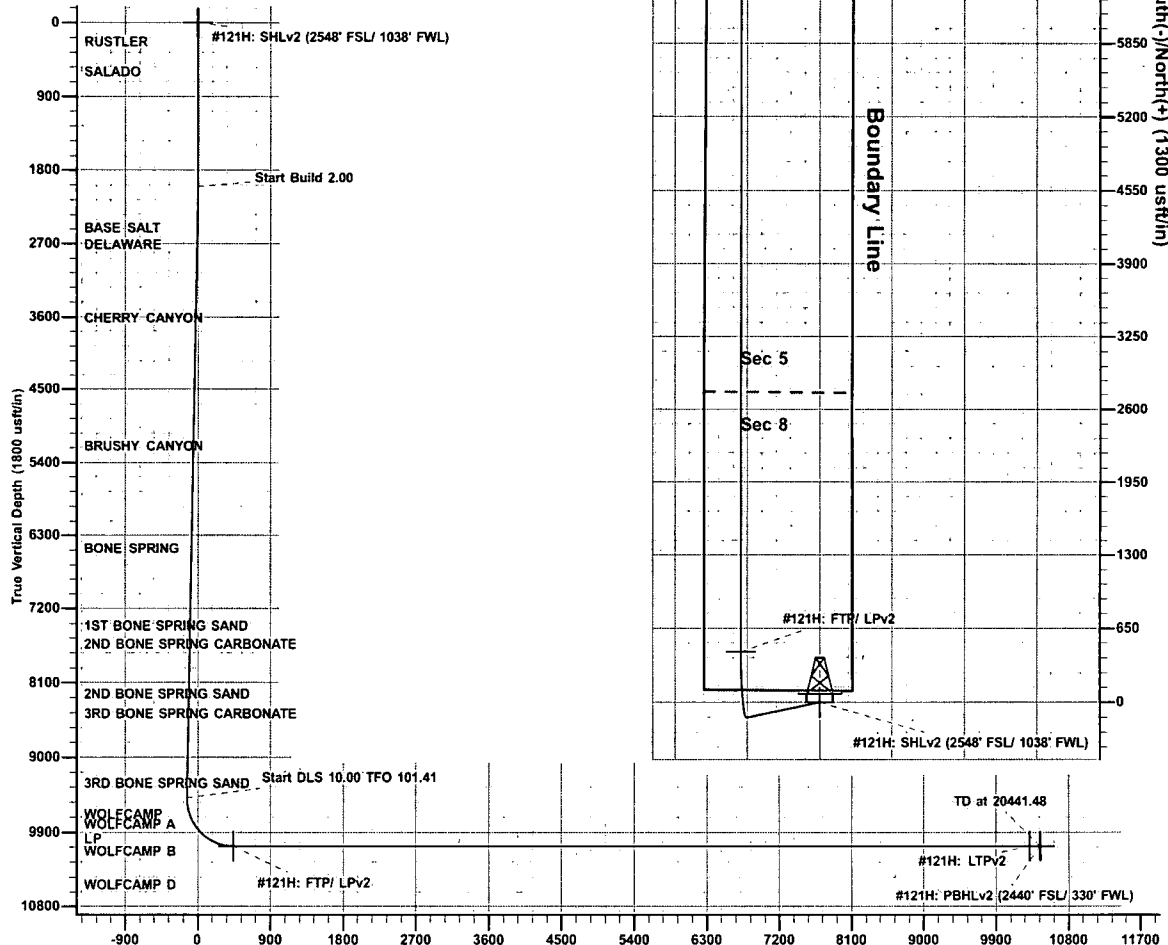 0
#121H: SHLv2 (2548' FSL/ 1038' FWL)
RUSTLER
SALADO
900
1800
Start Build 2.00
BASE SALT
2700
DELAWARE
3600
CHERRY CANYON
4500
BRUSHY CANYON
5400
6300
BONE SPRING
7200
1ST BONE SPRING SAND
2ND BONE SPRING CARBONATE
8100
2ND BONE SPRING SAND
3RD BONE SPRING CARBONATE
9000
3RD BONE SPRING SAND
Start DLS 10.00 TFO 101.41
WOLFCAMP
WOLFCAMP A
9900
LP
WOLFCAMP B
WOLFCAMP D
10800
True Vertical Depth (1800 usft/in)
#121H: FTP/ LPv2
TD at 20441.48
#121H: LTPv2
#121H: PBHLv2 (2440' FSL/ 330' FWL)
-900
0
900
1800
2700
3600
4500
5400
6300
7200
8100
9000
9900
10800
11700
Boundary Line
Sec 5
Sec 8
#121H: FTP/ LPv2
#121H: SHLv2 (2548' FSL/ 1038' FWL)
5850
5200
4550
3900
3250
2600
1950
1300
650
0
uth(-)/North(+) (1300 usft/in)